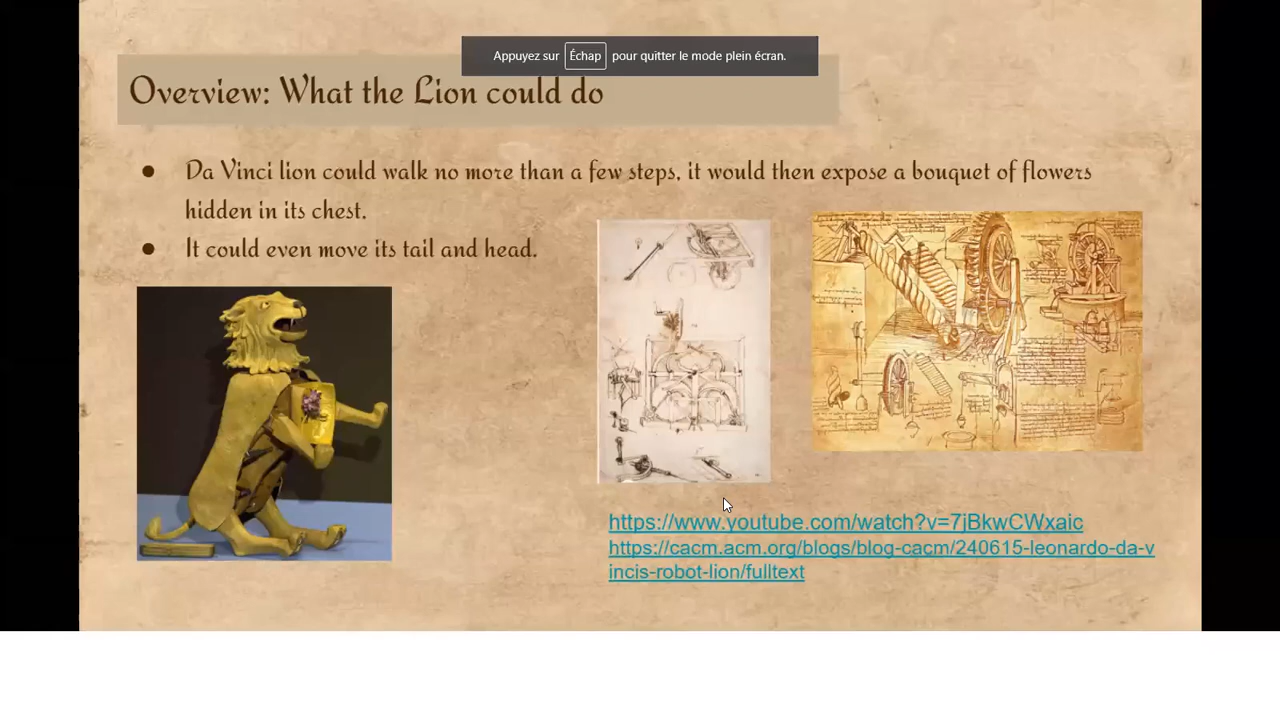 Appuyez sur Échap pour quitter le mode plein écran.
Overview: What the Lion could do
● Da Vinci lion could walk no more than a few steps, it would then expose a bouquet of flowers
hidden in its chest.
● It could even move its tail and head.
https://www.youtube.com/watch?v=7jBkwCWxaic
https://cacm.acm.org/blogs/blog-cacm/240615-leonardo-da-v
incis-robot-lion/fulltext